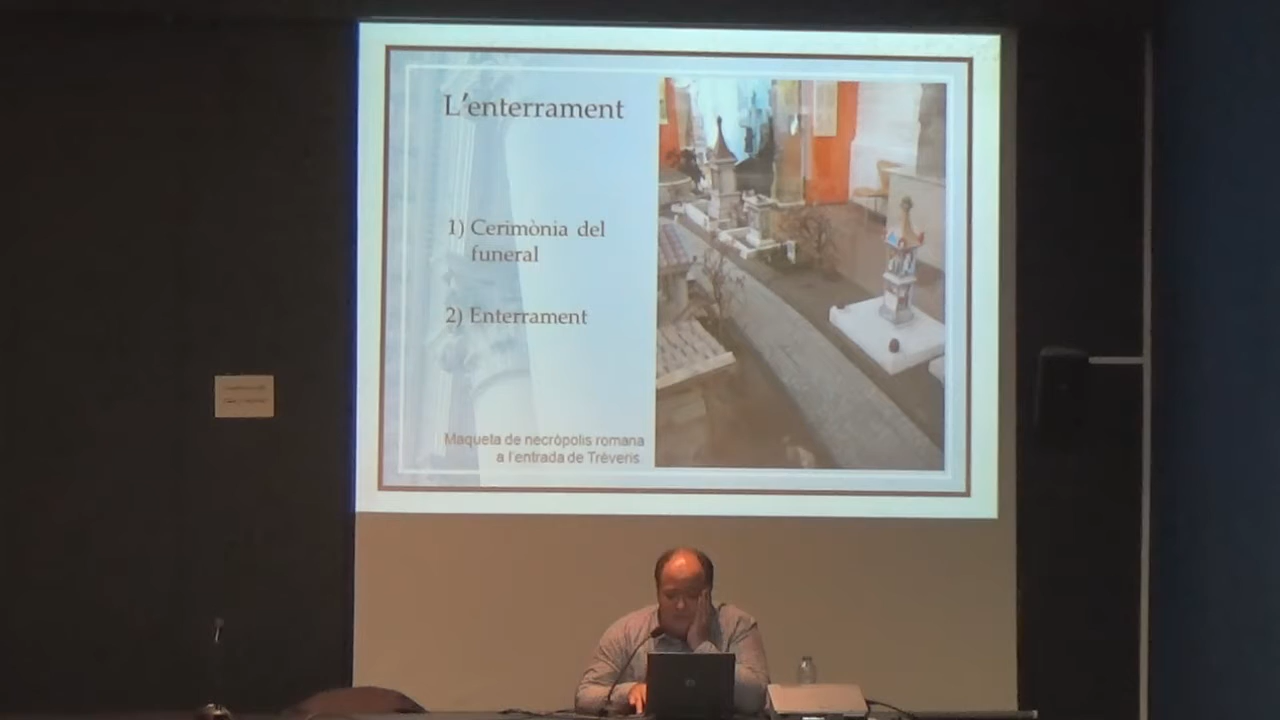 L'enterrament
1) Cerimònia del
funeral
2) Enterrament
Maqueta de necròpolis romana
a l'entrada de Trèveris.